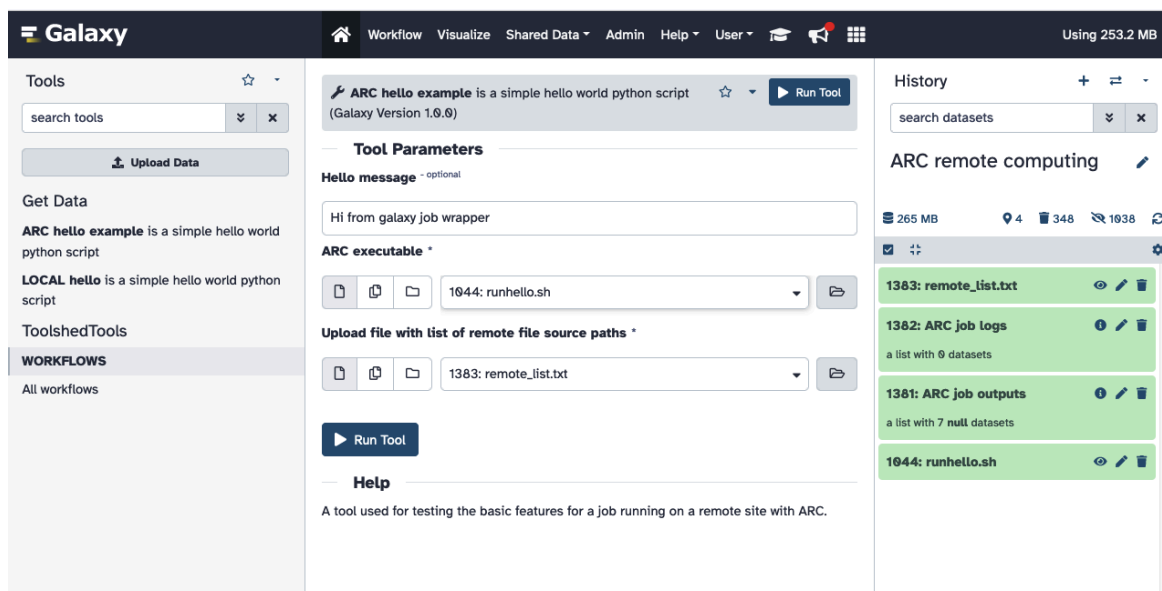 Galaxy
Workflow Visualize Shared Data Admin Help User
Using 253.2 MB
Tools
search tools
Upload Data
Get Data
ARC hello example is a simple hello world
python script
LOCAL hello is a simple hello world python
script
ToolshedTools
WORKFLOWS
All workflows
ARC hello example is a simple hello world python script
(Galaxy Version 1.0.0)
Run Tool
Tool Parameters
Hello message - optional
Hi from galaxy job wrapper
ARC executable *
1044: runhello.sh
Upload file with list of remote file source paths *
1383: remote_list.txt
Run Tool
Help
A tool used for testing the basic features for a job running on a remote site with ARC.
History
search datasets
ARC remote computing
265 MB 4 348 1038
1383: remote_list.txt
1382: ARC job logs
a list with 0 datasets
1381: ARC job outputs
a list with 7 null datasets
1044: runhello.sh